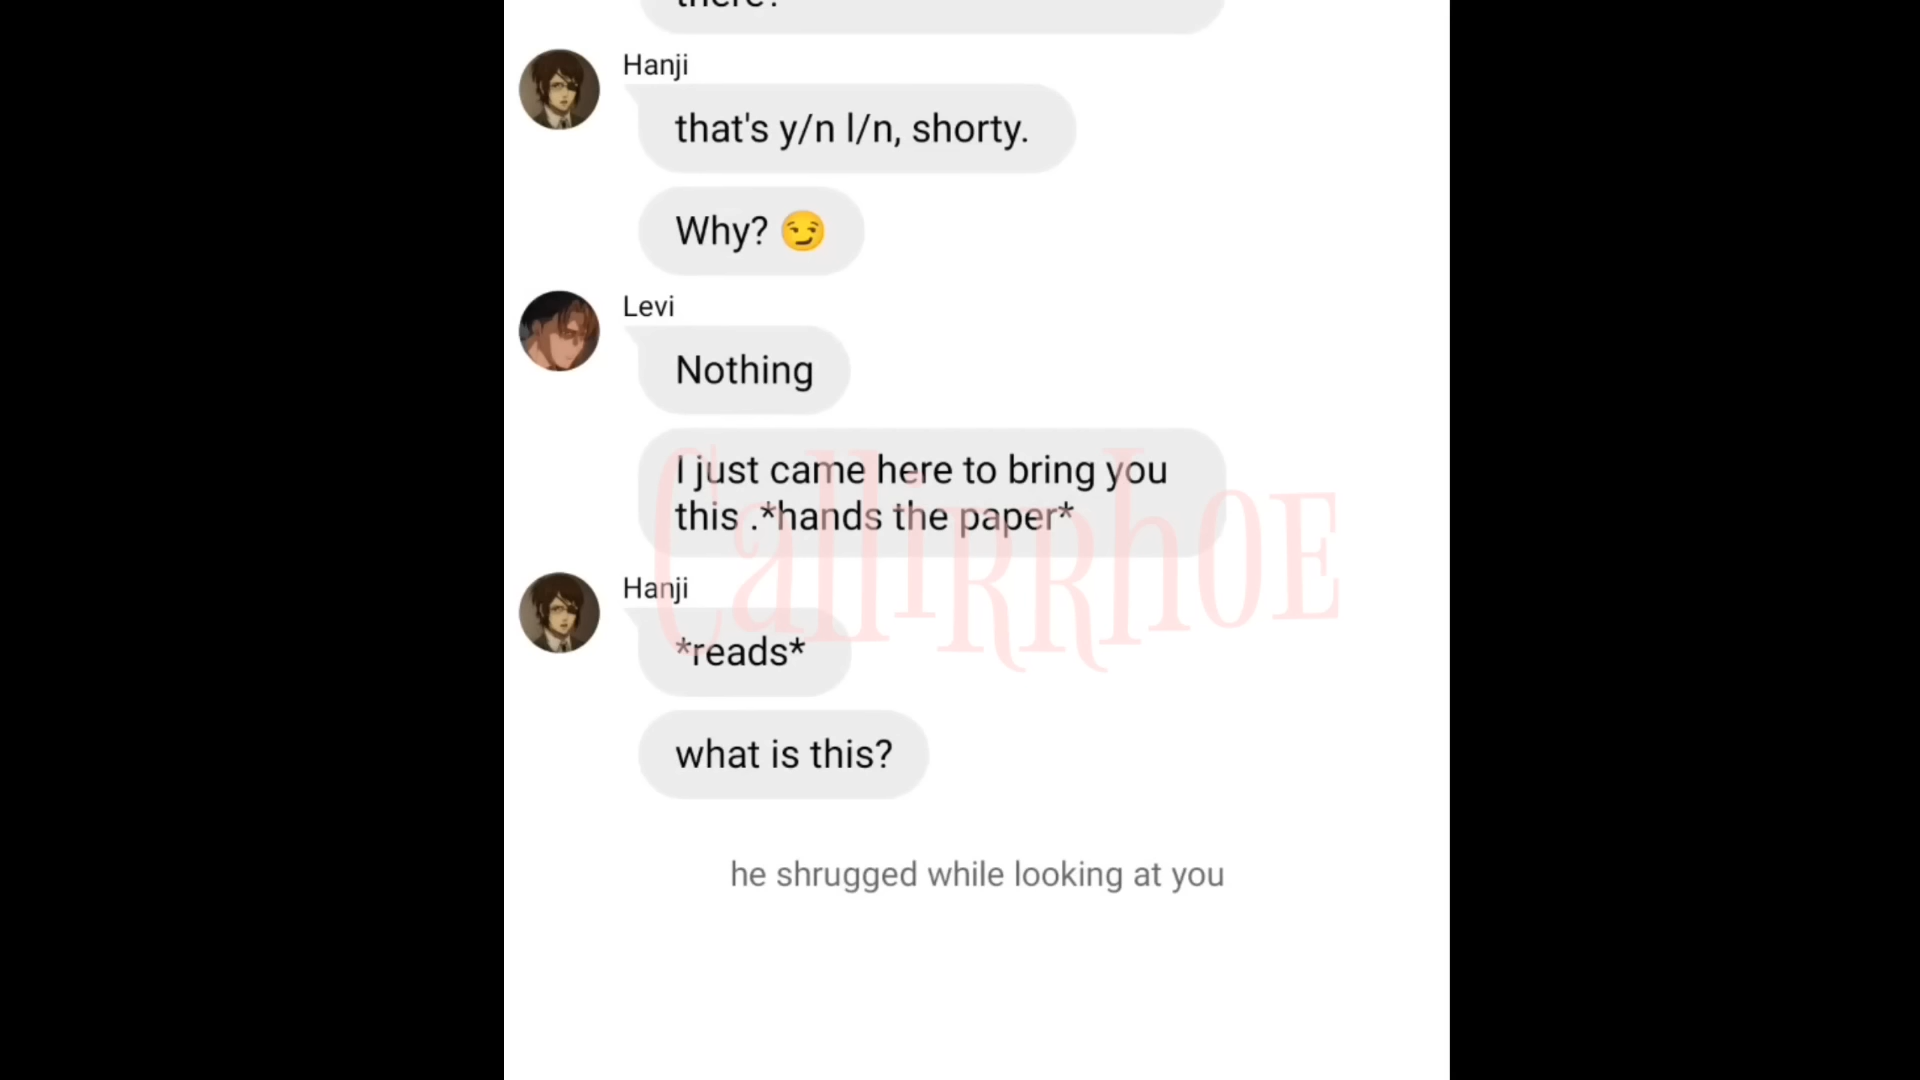 there?
Hanji
that's y/n l/n, shorty.
Why? 😏
Levi
Nothing
I just came here to bring you
this .*hands the paper*
CallirrhOE
Hanji
*reads*
what is this?
he shrugged while looking at you